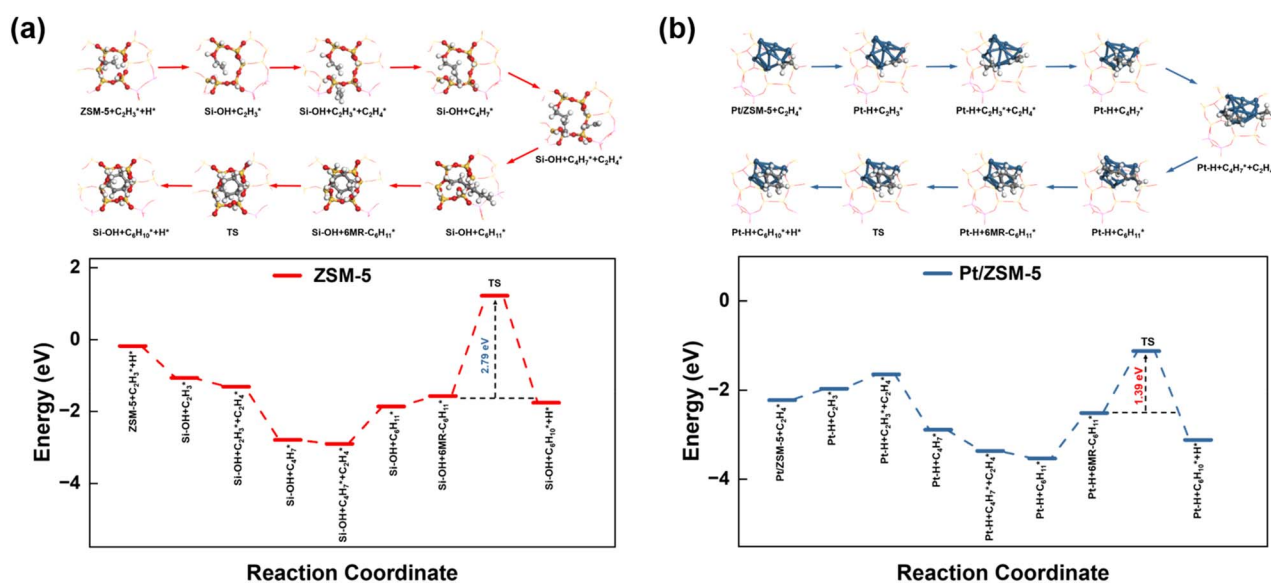 (a)
ZSM-5+C₂H₃*+H*
Si-OH+C₂H₃*
Si-OH+C₂H₃*+C₂H₄*
Si-OH+C₄H₇*
Si-OH+C₄H₇*+C₂H₄*
Si-OH+C₆H₁₀*+H*
TS
Si-OH+6MR-C₆H₁₁*
Si-OH+C₆H₁₁*
ZSM-5
Energy (eV)
2
0
−2
−4
ZSM-5+C₂H₃*+H*
Si-OH+C₂H₃*
Si-OH+C₂H₃*+C₂H₄*
Si-OH+C₄H₇*
Si-OH+C₄H₇*+C₂H₄*
Si-OH+C₆H₁₁*
Si-OH+6MR-C₆H₁₁*
2.79 eV
TS
Si-OH+C₆H₁₀*+H*
Reaction Coordinate
(b)
Pt/ZSM-5+C₂H₄*
Pt-H+C₂H₃*
Pt-H+C₂H₃*+C₂H₄*
Pt-H+C₄H₇*
Pt-H+C₄H₇*+C₂H₄
Pt-H+C₆H₁₀*+H*
TS
Pt-H+6MR-C₆H₁₁*
Pt-H+C₆H₁₁*
Pt/ZSM-5
Energy (eV)
0
−2
−4
Pt/ZSM-5+C₂H₄*
Pt-H+C₂H₃*
Pt-H+C₂H₃*+C₂H₄*
Pt-H+C₄H₇*
Pt-H+C₄H₇*+C₂H₄*
Pt-H+C₆H₁₁*
Pt-H+6MR-C₆H₁₁*
1.39 eV
TS
Pt-H+C₆H₁₀*+H*
Reaction Coordinate